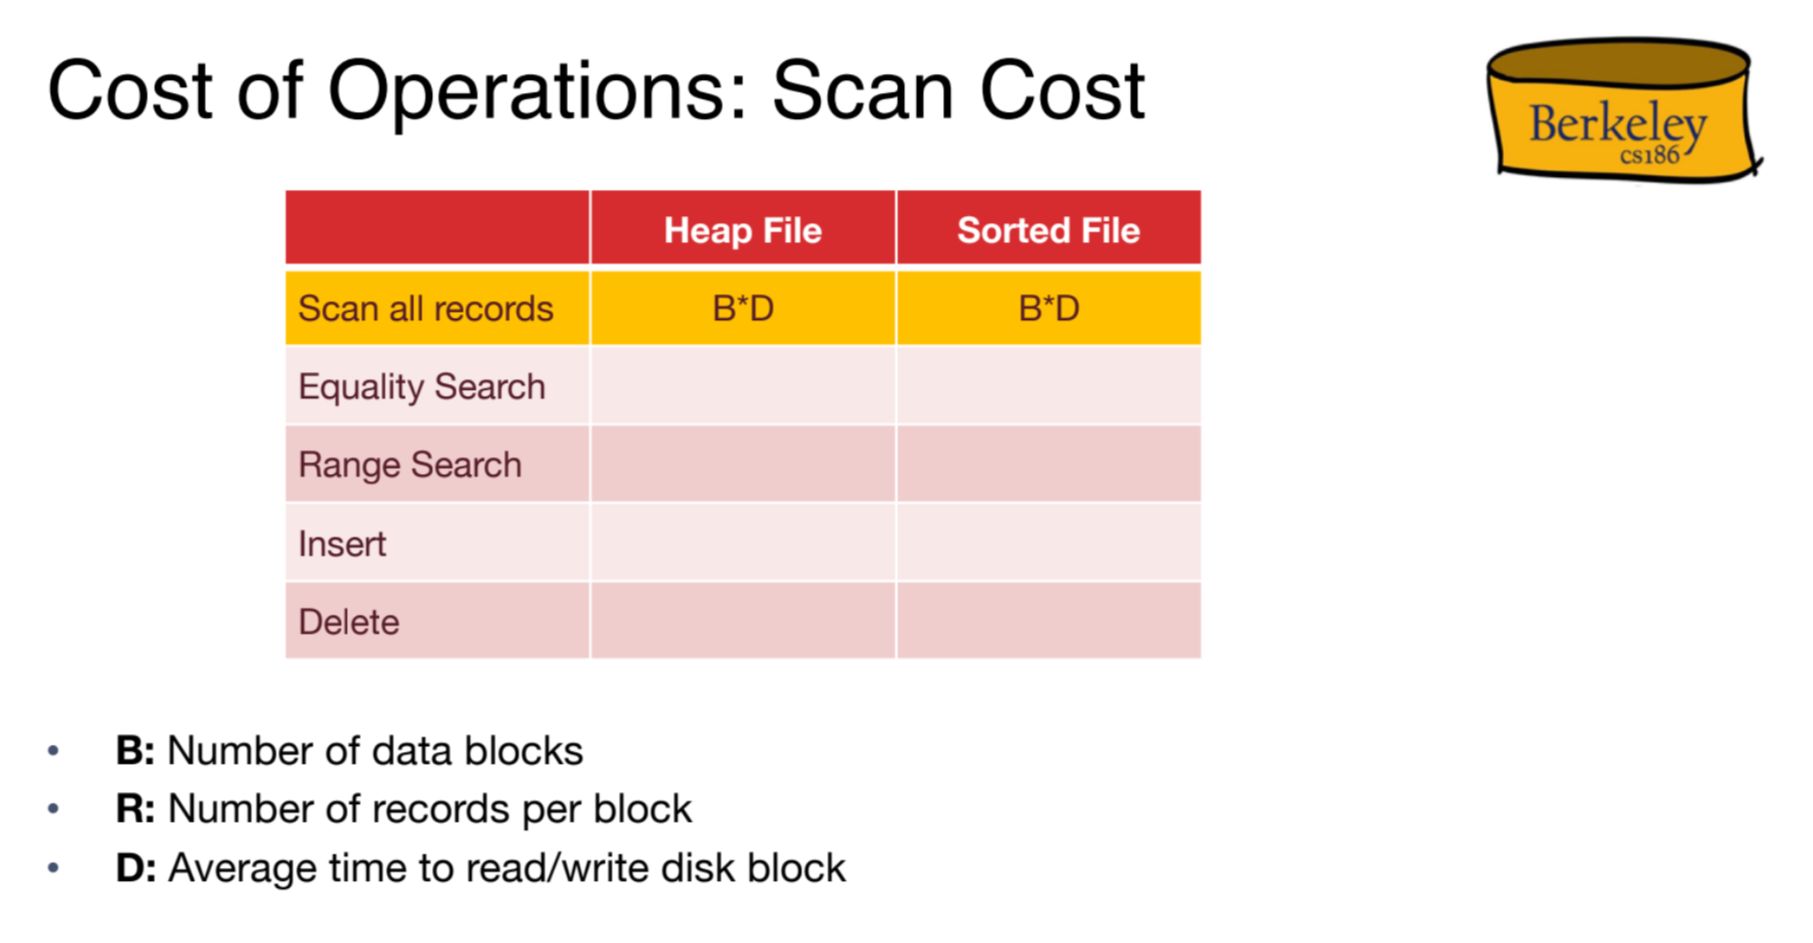 Cost of Operations: Scan Cost
Berkeley
cs186
Heap File Sorted File
Scan all records B*D B*D
Equality Search
Range Search
Insert
Delete
• B: Number of data blocks
• R: Number of records per block
• D: Average time to read/write disk block